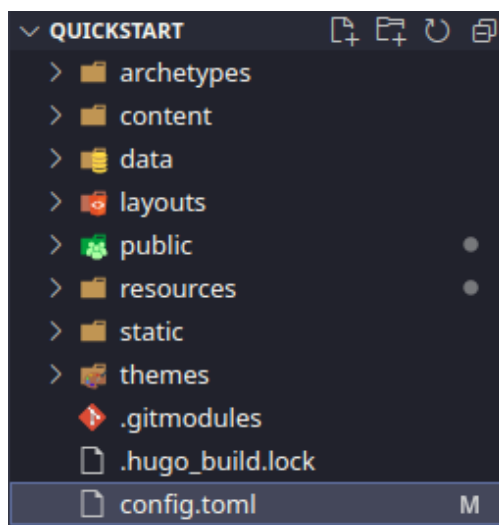 QUICKSTART
archetypes
content
data
layouts
public
resources
static
themes
.gitmodules
.hugo_build.lock
config.toml M